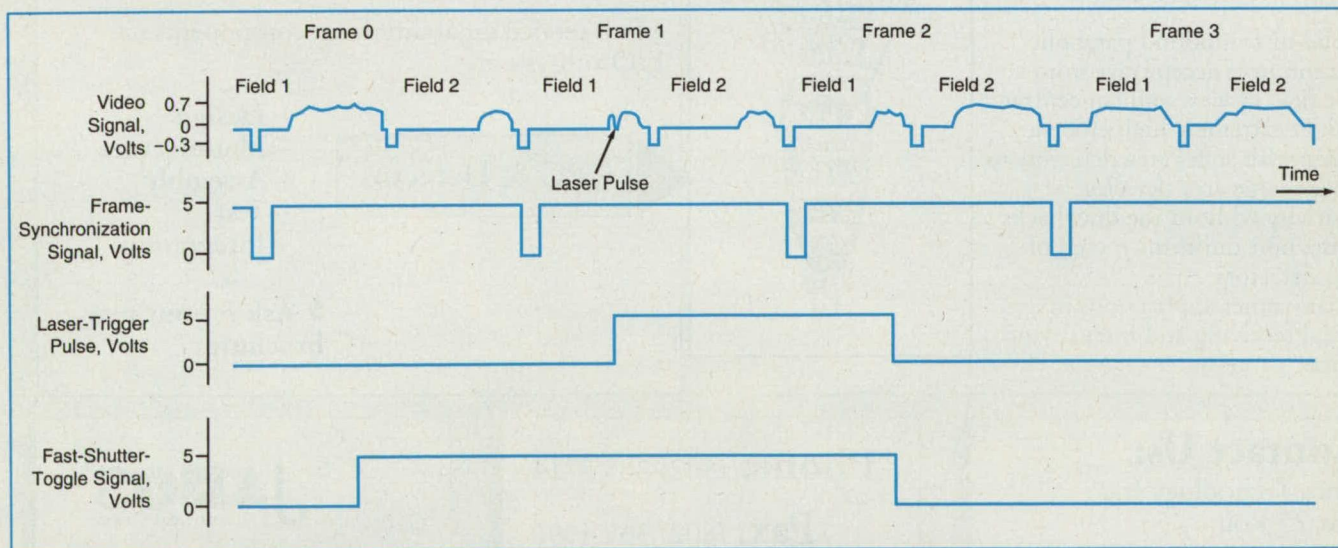 Frame 0 Frame 1 Frame 2 Frame 3
Field 1 Field 2 Field 1 Field 2 Field 1 Field 2 Field 1 Field 2
Video
Signal,
Volts
0.7
0
−0.3
Laser Pulse
Time
Frame-
Synchronization
Signal, Volts
5
0
Laser-Trigger
Pulse, Volts
5
0
Fast-Shutter-
Toggle Signal,
Volts
5
0